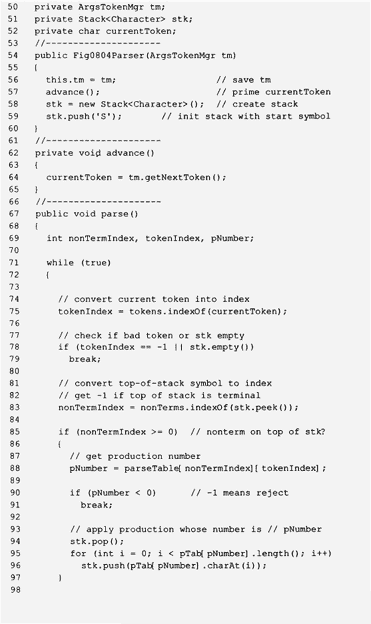 50 private ArgsTokenMgr tm;
51 private Stack<Character> stk;
52 private char currentToken;
53 //---------------------
54 public Fig0804Parser(ArgsTokenMgr tm)
55 {
56 this.tm = tm; // save tm
57 advance(); // prime currentToken
58 stk = new Stack<Character>(); // create stack
59 stk.push('S'); // init stack with start symbol
60 }
61 //---------------------
62 private void advance()
63 {
64 currentToken = tm.getNextToken();
65 }
66 //---------------------
67 public void parse()
68 {
69 int nonTermIndex, tokenIndex, pNumber;
70
71 while (true)
72 {
73
74 // convert current token into index
75 tokenIndex = tokens.indexOf(currentToken);
76
77 // check if bad token or stk empty
78 if (tokenIndex == -1 || stk.empty())
79 break;
80
81 // convert top-of-stack symbol to index
82 // get -1 if top of stack is terminal
83 nonTermIndex = nonTerms.indexOf(stk.peek());
84
85 if (nonTermIndex >= 0) // nonterm on top of stk?
86 {
87 // get production number
88 pNumber = parseTable[nonTermIndex][tokenIndex];
89
90 if (pNumber < 0) // -1 means reject
91 break;
92
93 // apply production whose number is // pNumber
94 stk.pop();
95 for (int i = 0; i < pTab[pNumber].length(); i++)
96 stk.push(pTab[pNumber].charAt(i));
97 }
98